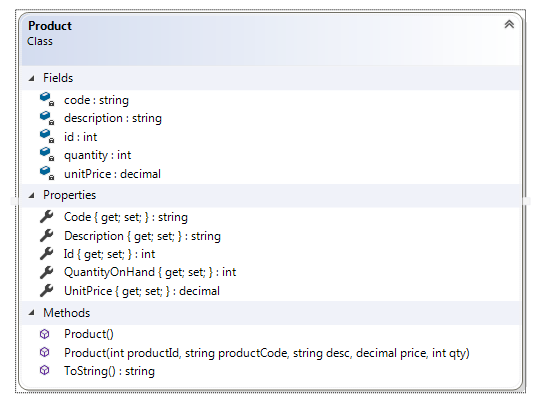 Product
Class
Fields
code : string
description : string
id : int
quantity : int
unitPrice : decimal
Properties
Code { get; set; } : string
Description { get; set; } : string
Id { get; set; } : int
QuantityOnHand { get; set; } : int
UnitPrice { get; set; } : decimal
Methods
Product()
Product(int productId, string productCode, string desc, decimal price, int qty)
ToString() : string